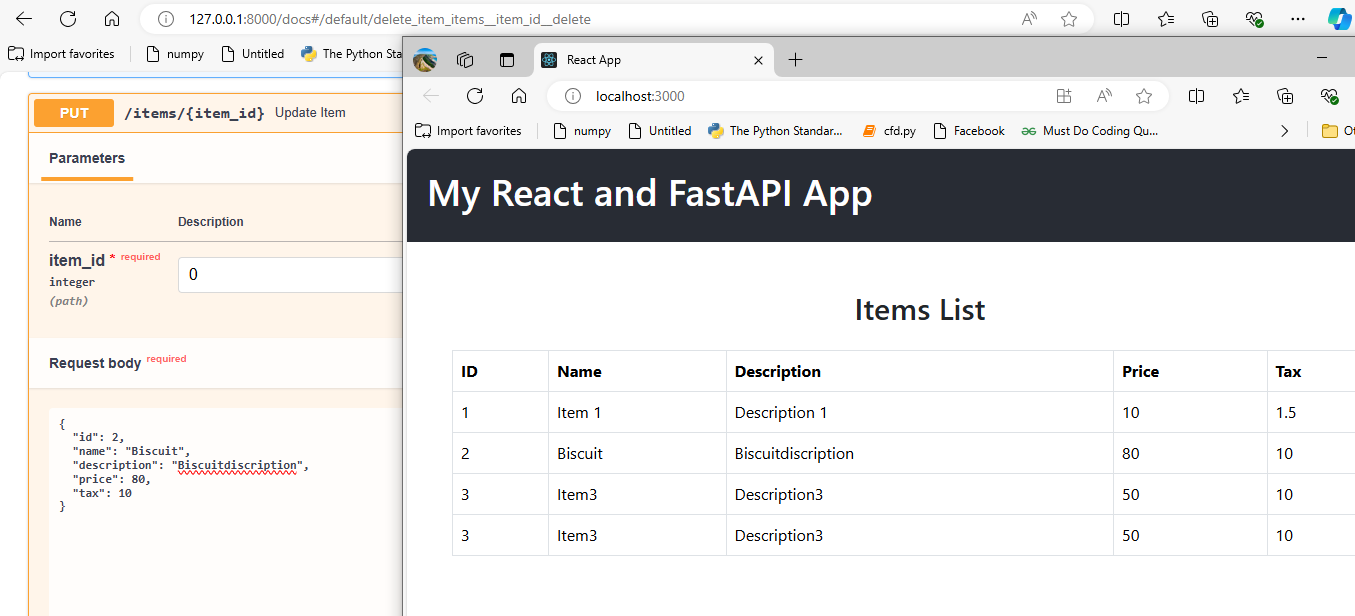 127.0.0.1:8000/docs#/default/delete_item_items__item_id__delete
Import favorites numpy Untitled The Python Sta
PUT /items/{item_id} Update Item
Parameters
Name Description
item_id * required 0
integer
(path)
Request body required
{
"id": 2,
"name": "Biscuit",
"description": "Biscuitdiscription",
"price": 80,
"tax": 10
}
React App
localhost:3000
Import favorites numpy Untitled The Python Standar... cfd.py Facebook Must Do Coding Qu... Ot
My React and FastAPI App
Items List
ID Name Description Price Tax
1 Item 1 Description 1 10 1.5
2 Biscuit Biscuitdiscription 80 10
3 Item3 Description3 50 10
3 Item3 Description3 50 10